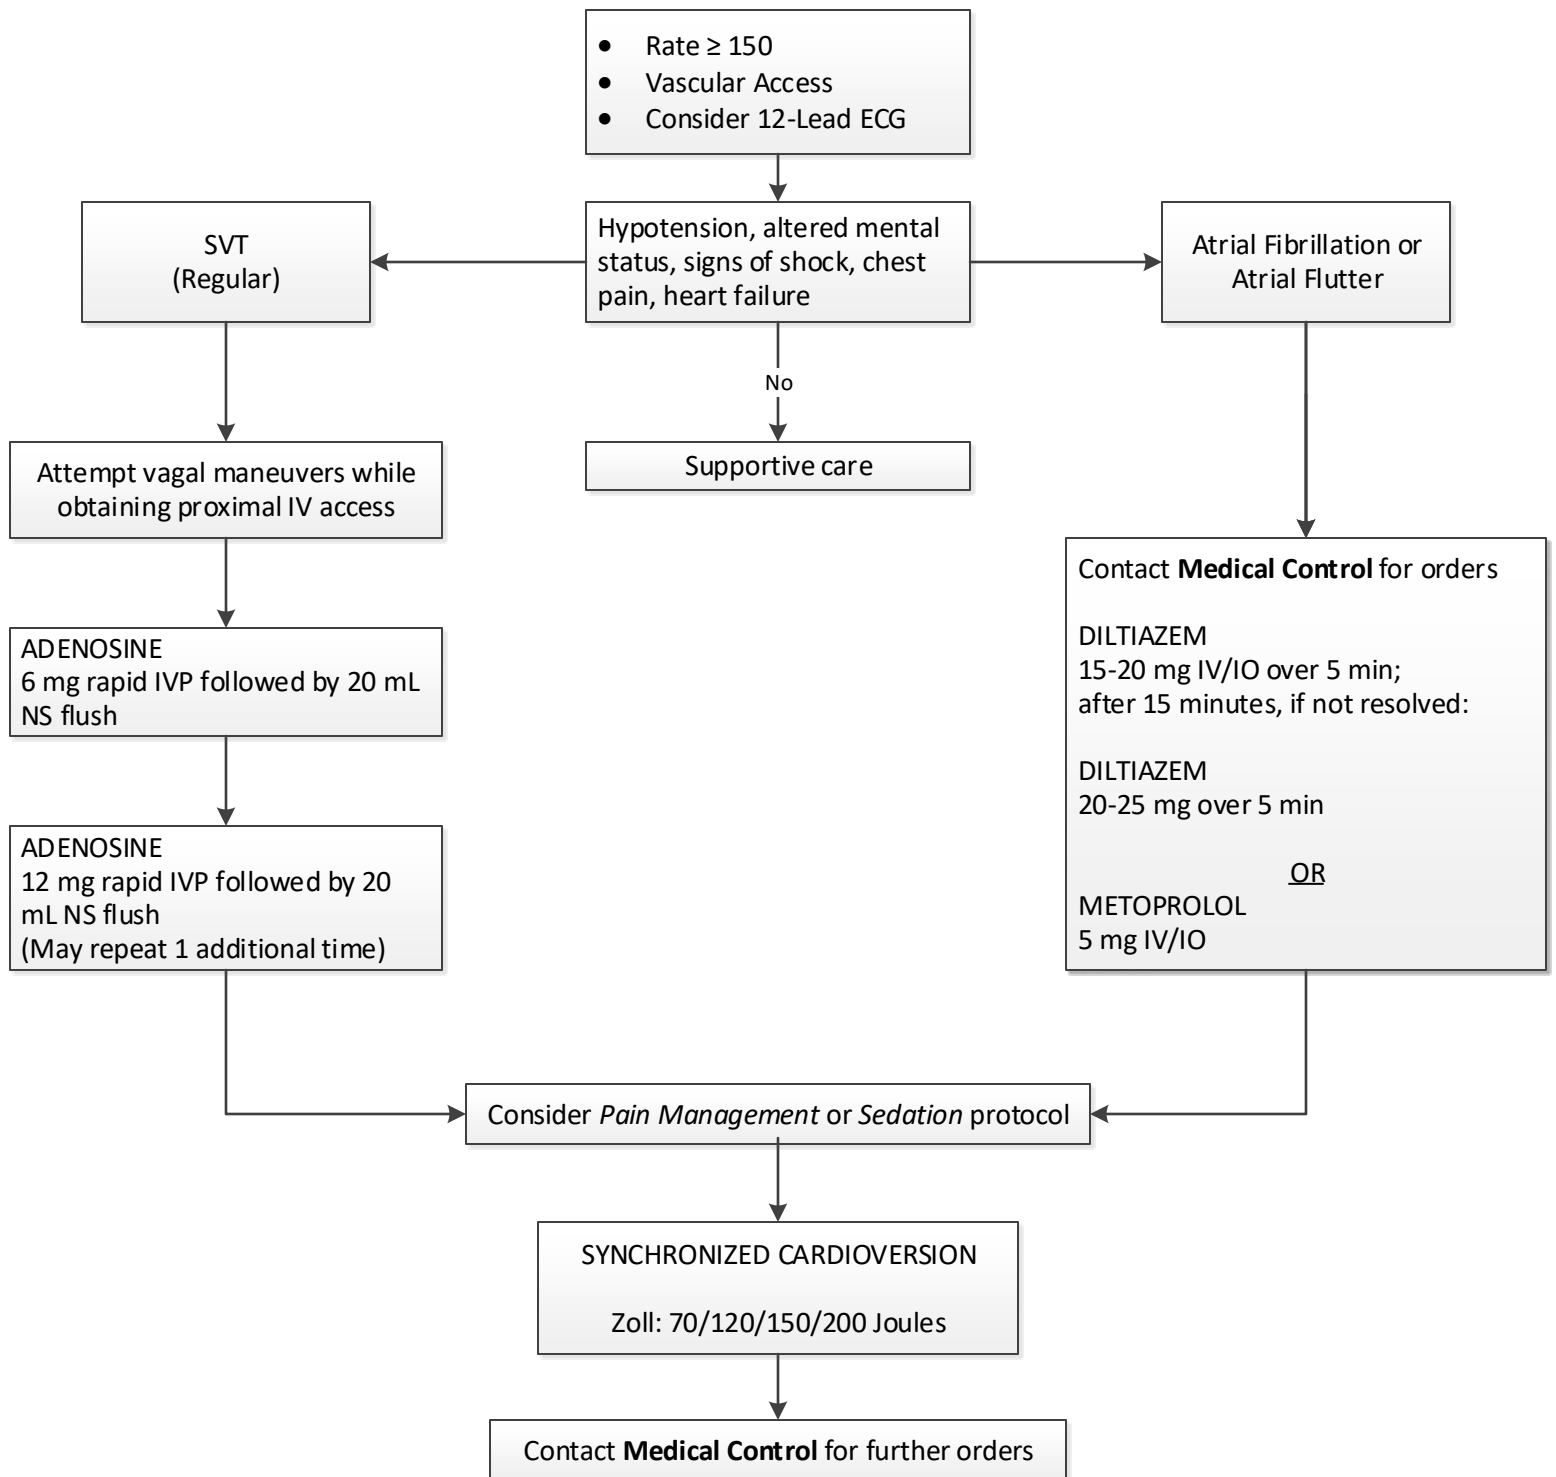 • Rate ≥ 150
• Vascular Access
• Consider 12-Lead ECG
SVT
(Regular)
Hypotension, altered mental
status, signs of shock, chest
pain, heart failure
Atrial Fibrillation or
Atrial Flutter
No
Attempt vagal maneuvers while
obtaining proximal IV access
Supportive care
ADENOSINE
6 mg rapid IVP followed by 20 mL
NS flush
ADENOSINE
12 mg rapid IVP followed by 20
mL NS flush
(May repeat 1 additional time)
Contact Medical Control for orders
DILTIAZEM
15-20 mg IV/IO over 5 min;
after 15 minutes, if not resolved:
DILTIAZEM
20-25 mg over 5 min
OR
METOPROLOL
5 mg IV/IO
Consider Pain Management or Sedation protocol
SYNCHRONIZED CARDIOVERSION
Zoll: 70/120/150/200 Joules
Contact Medical Control for further orders